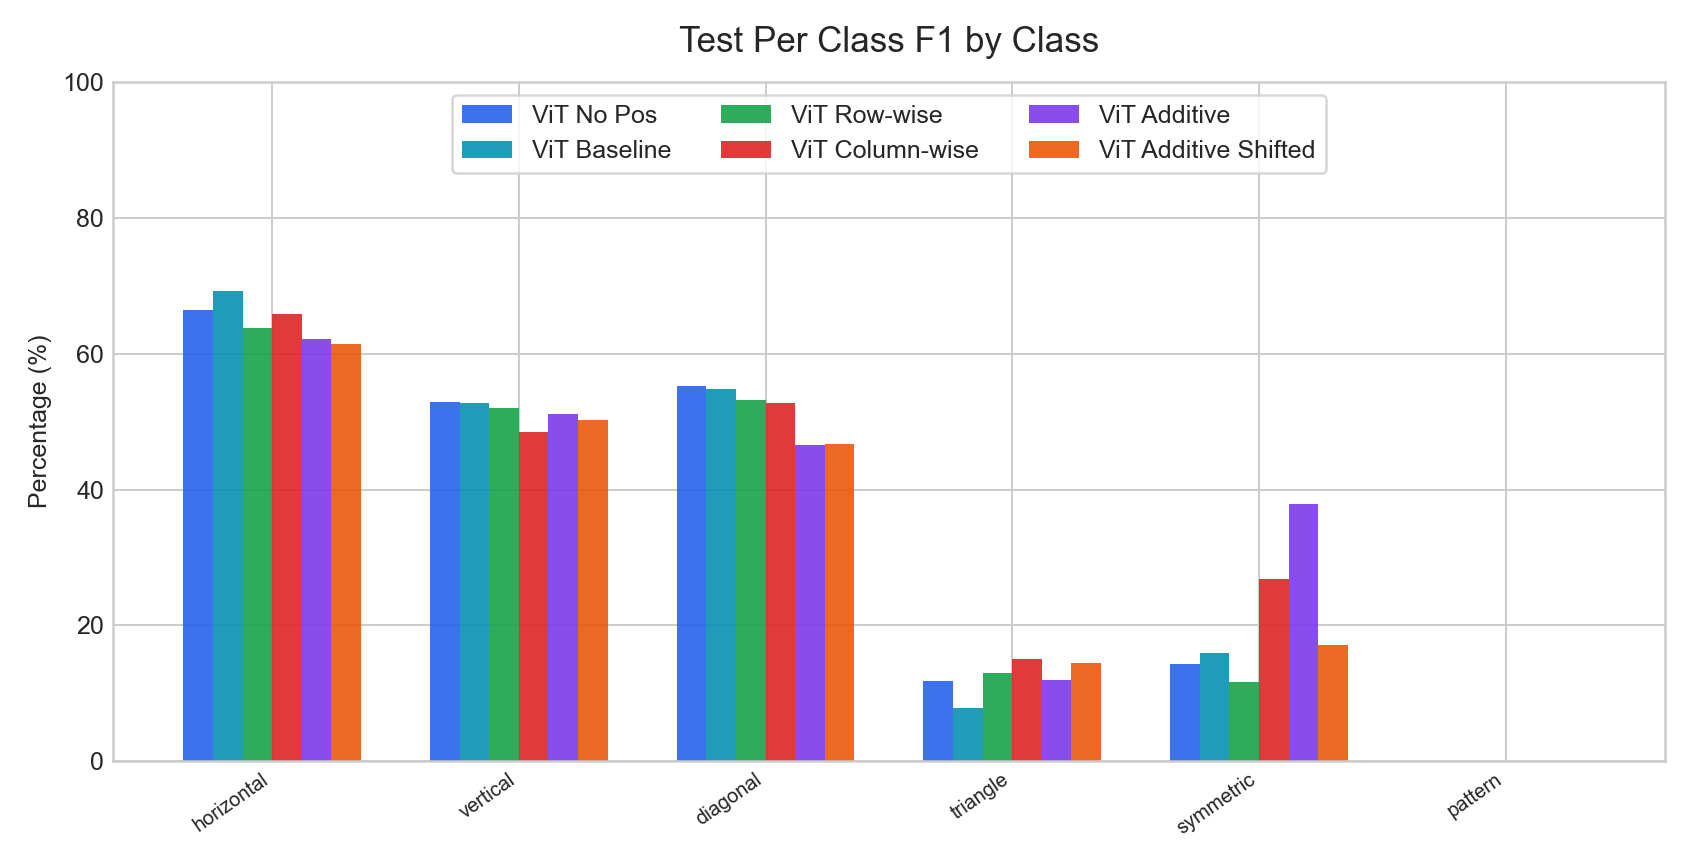 Test Per Class F1 by Class
ViT No Pos
ViT Baseline
ViT Row-wise
ViT Column-wise
ViT Additive
ViT Additive Shifted
Percentage (%)
100
80
60
40
20
0
horizontal
vertical
diagonal
triangle
symmetric
pattern